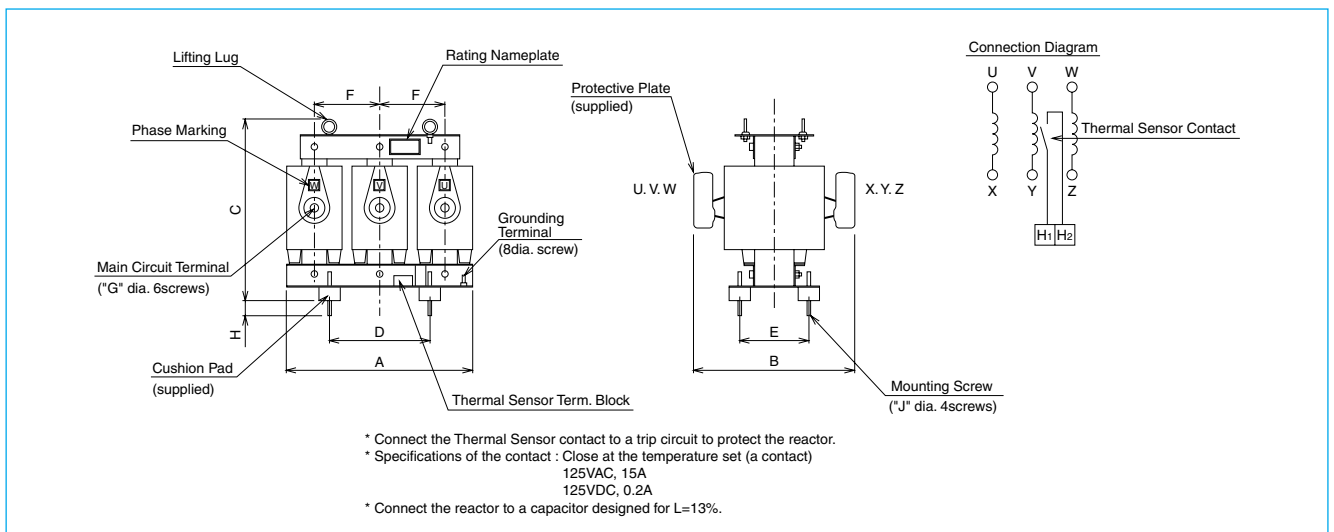 Lifting Lug
Rating Nameplate
F
F
Phase Marking
W
V
U
C
Grounding
Terminal
(8dia. screw)
Main Circuit Terminal
("G" dia. 6screws)
H
D
A
Cushion Pad
(supplied)
Thermal Sensor Term. Block
Protective Plate
(supplied)
U. V. W
X. Y. Z
E
B
Mounting Screw
("J" dia. 4screws)
Connection Diagram
U
V
W
Thermal Sensor Contact
X
Y
Z
H1
H2
* Connect the Thermal Sensor contact to a trip circuit to protect the reactor.
* Specifications of the contact : Close at the temperature set (a contact)
125VAC, 15A
125VDC, 0.2A
* Connect the reactor to a capacitor designed for L=13%.